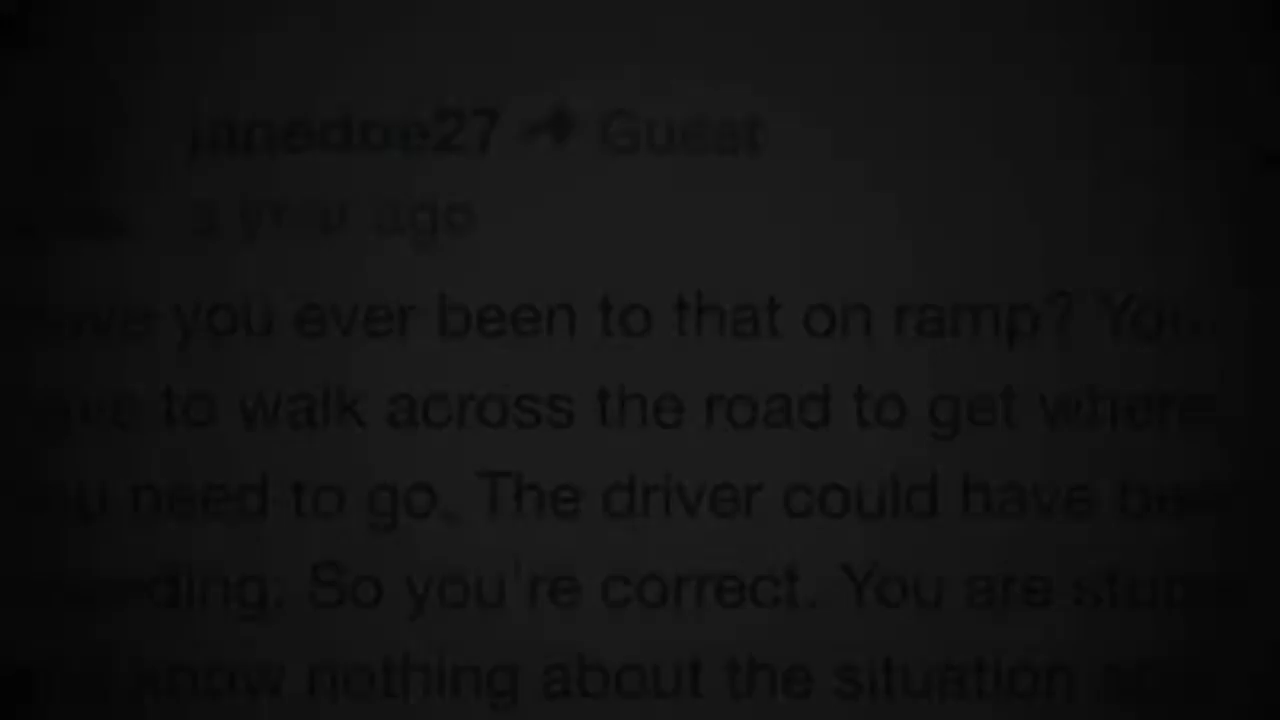 janedoe27 Guest
a year ago
you ever been to that on ramp? You
to walk across the road to get where
need to go. The driver could have
So you're correct. You are
know nothing about the situation